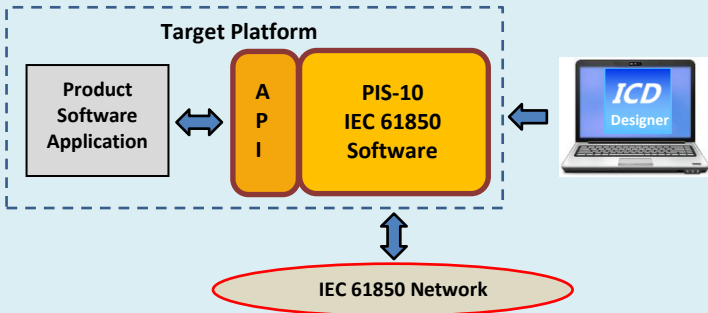 Target Platform
Product
Software
Application
A
P
I
PIS-10
IEC 61850
Software
ICD
Designer
IEC 61850 Network